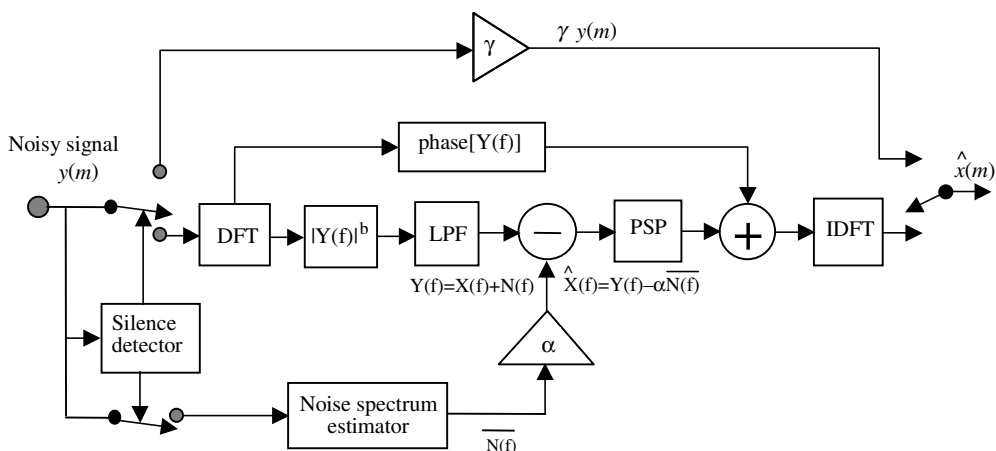 γ
γ y(m)
Noisy signal
y(m)
phase[Y(f)]
x̂(m)
DFT
|Y(f)|ᵇ
LPF
−
PSP
+
IDFT
Y(f)=X(f)+N(f)
X̂(f)=Y(f)−αN̅(̅f̅)̅
Silence
detector
α
Noise spectrum
estimator
N̅(̅f̅)̅